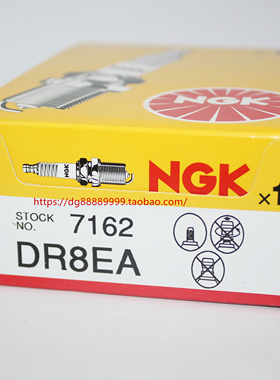 NGK
NGK ×1
https://dg88889999.taobao.com/
STOCK NO. 7162
DR8EA